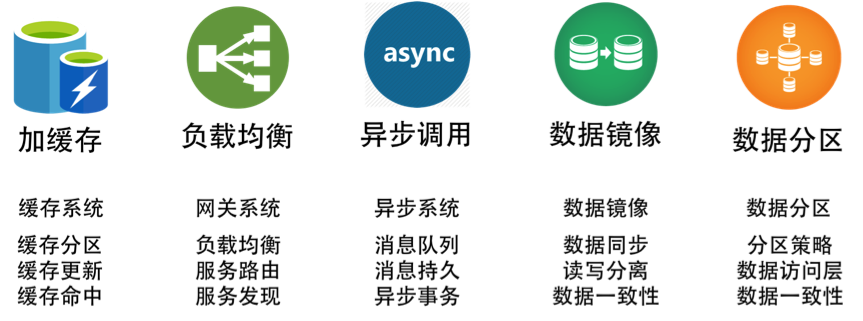 async
加缓存 负载均衡 异步调用 数据镜像 数据分区
缓存系统 网关系统 异步系统 数据镜像 数据分区
缓存分区 负载均衡 消息队列 数据同步 分区策略
缓存更新 服务路由 消息持久 读写分离 数据访问层
缓存命中 服务发现 异步事务 数据一致性 数据一致性